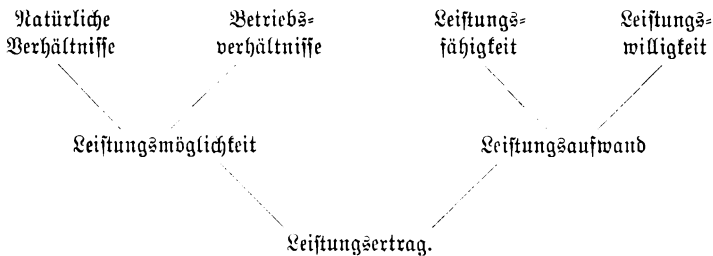 Natürliche Betriebs= Leiſtungs= Leiſtungs=
Verhältniſſe verhältniſſe fähigkeit willigkeit
Leiſtungsmöglichkeit Leiſtungsaufwand
Leiſtungsertrag.